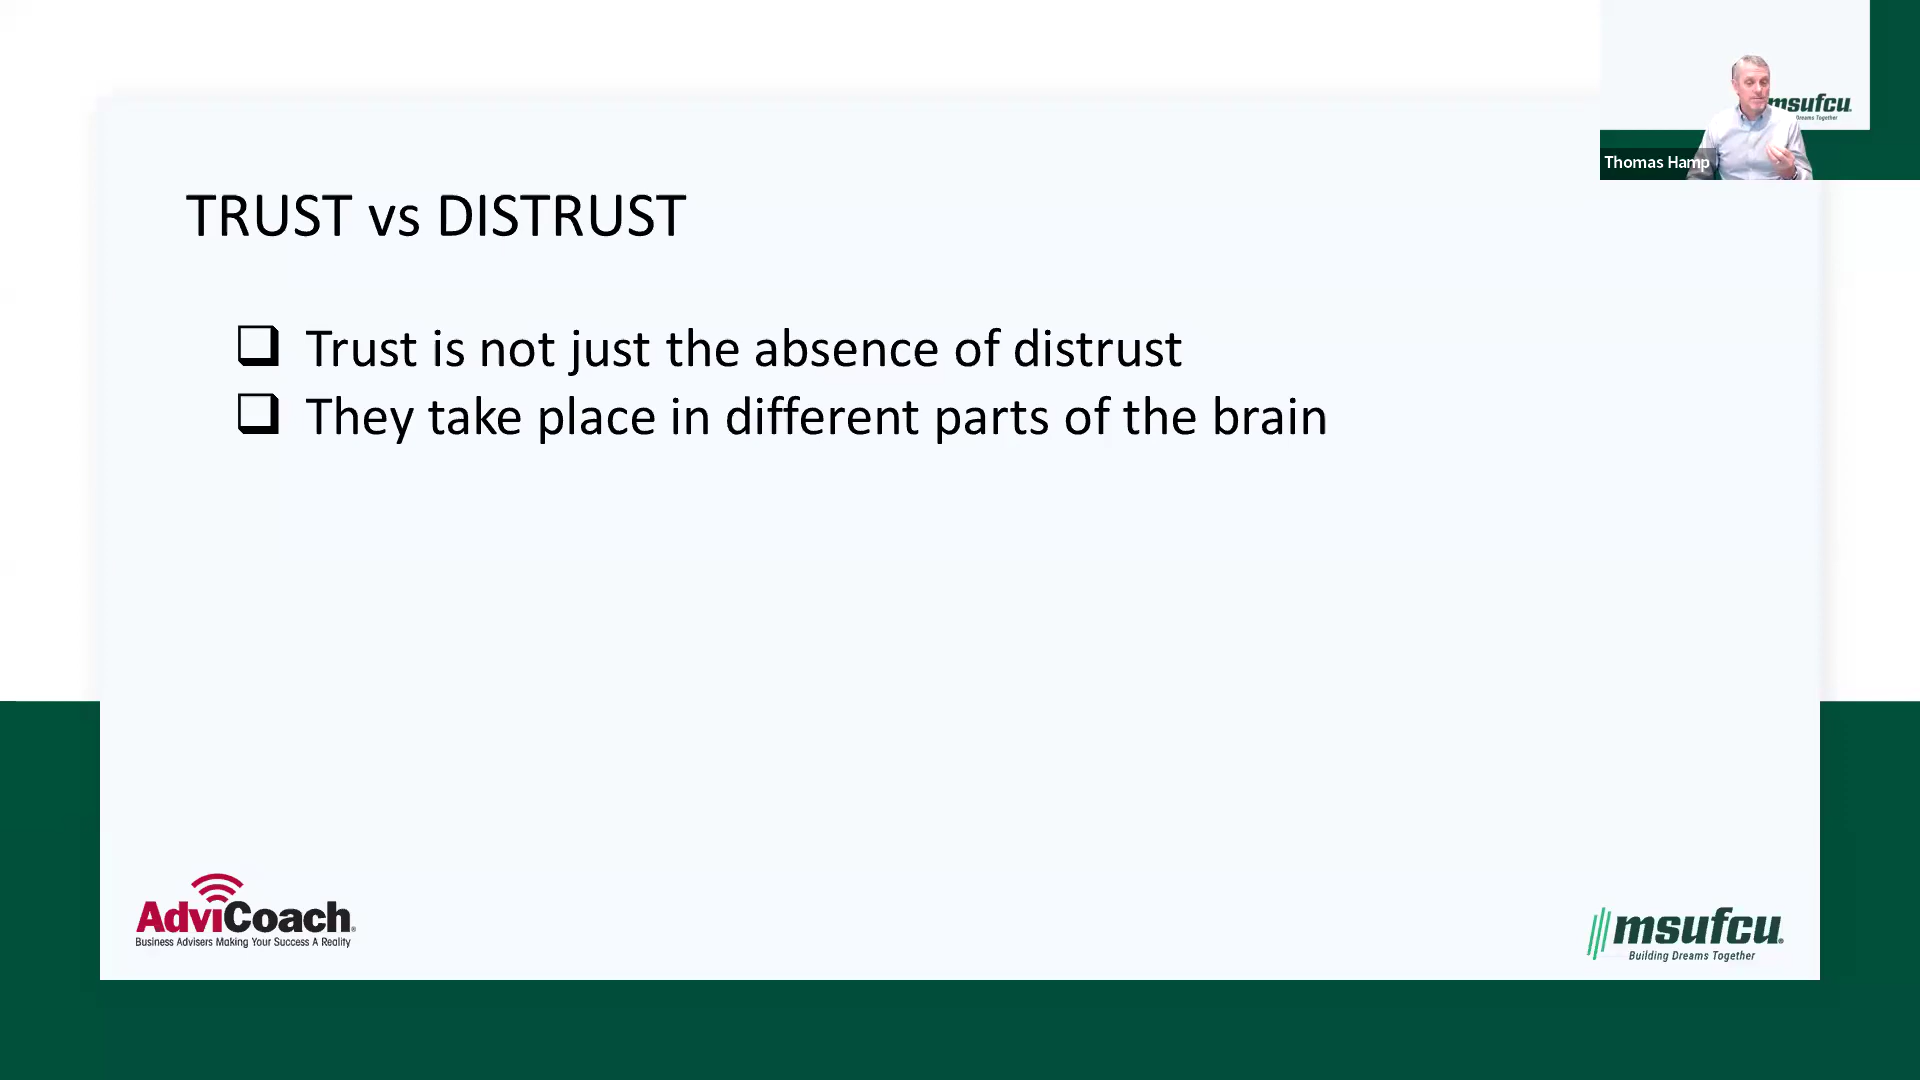 msufcu
Dreams Together
Thomas Hamp
TRUST vs DISTRUST
❑ Trust is not just the absence of distrust
❑ They take place in different parts of the brain
AdviCoach®
Business Advisers Making Your Success A Reality
msufcu®
Building Dreams Together